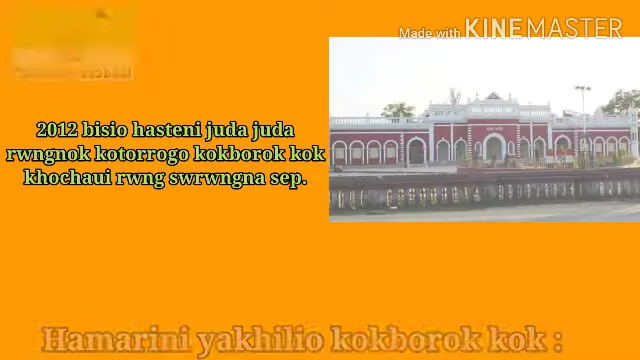 Made with KINEMASTER
2012 bisio hasteni juda juda
rwngnok kotorrogo kokborok kok
khochaui rwng swrwngna sep.
Hamarini yakhilio kokborok kok :